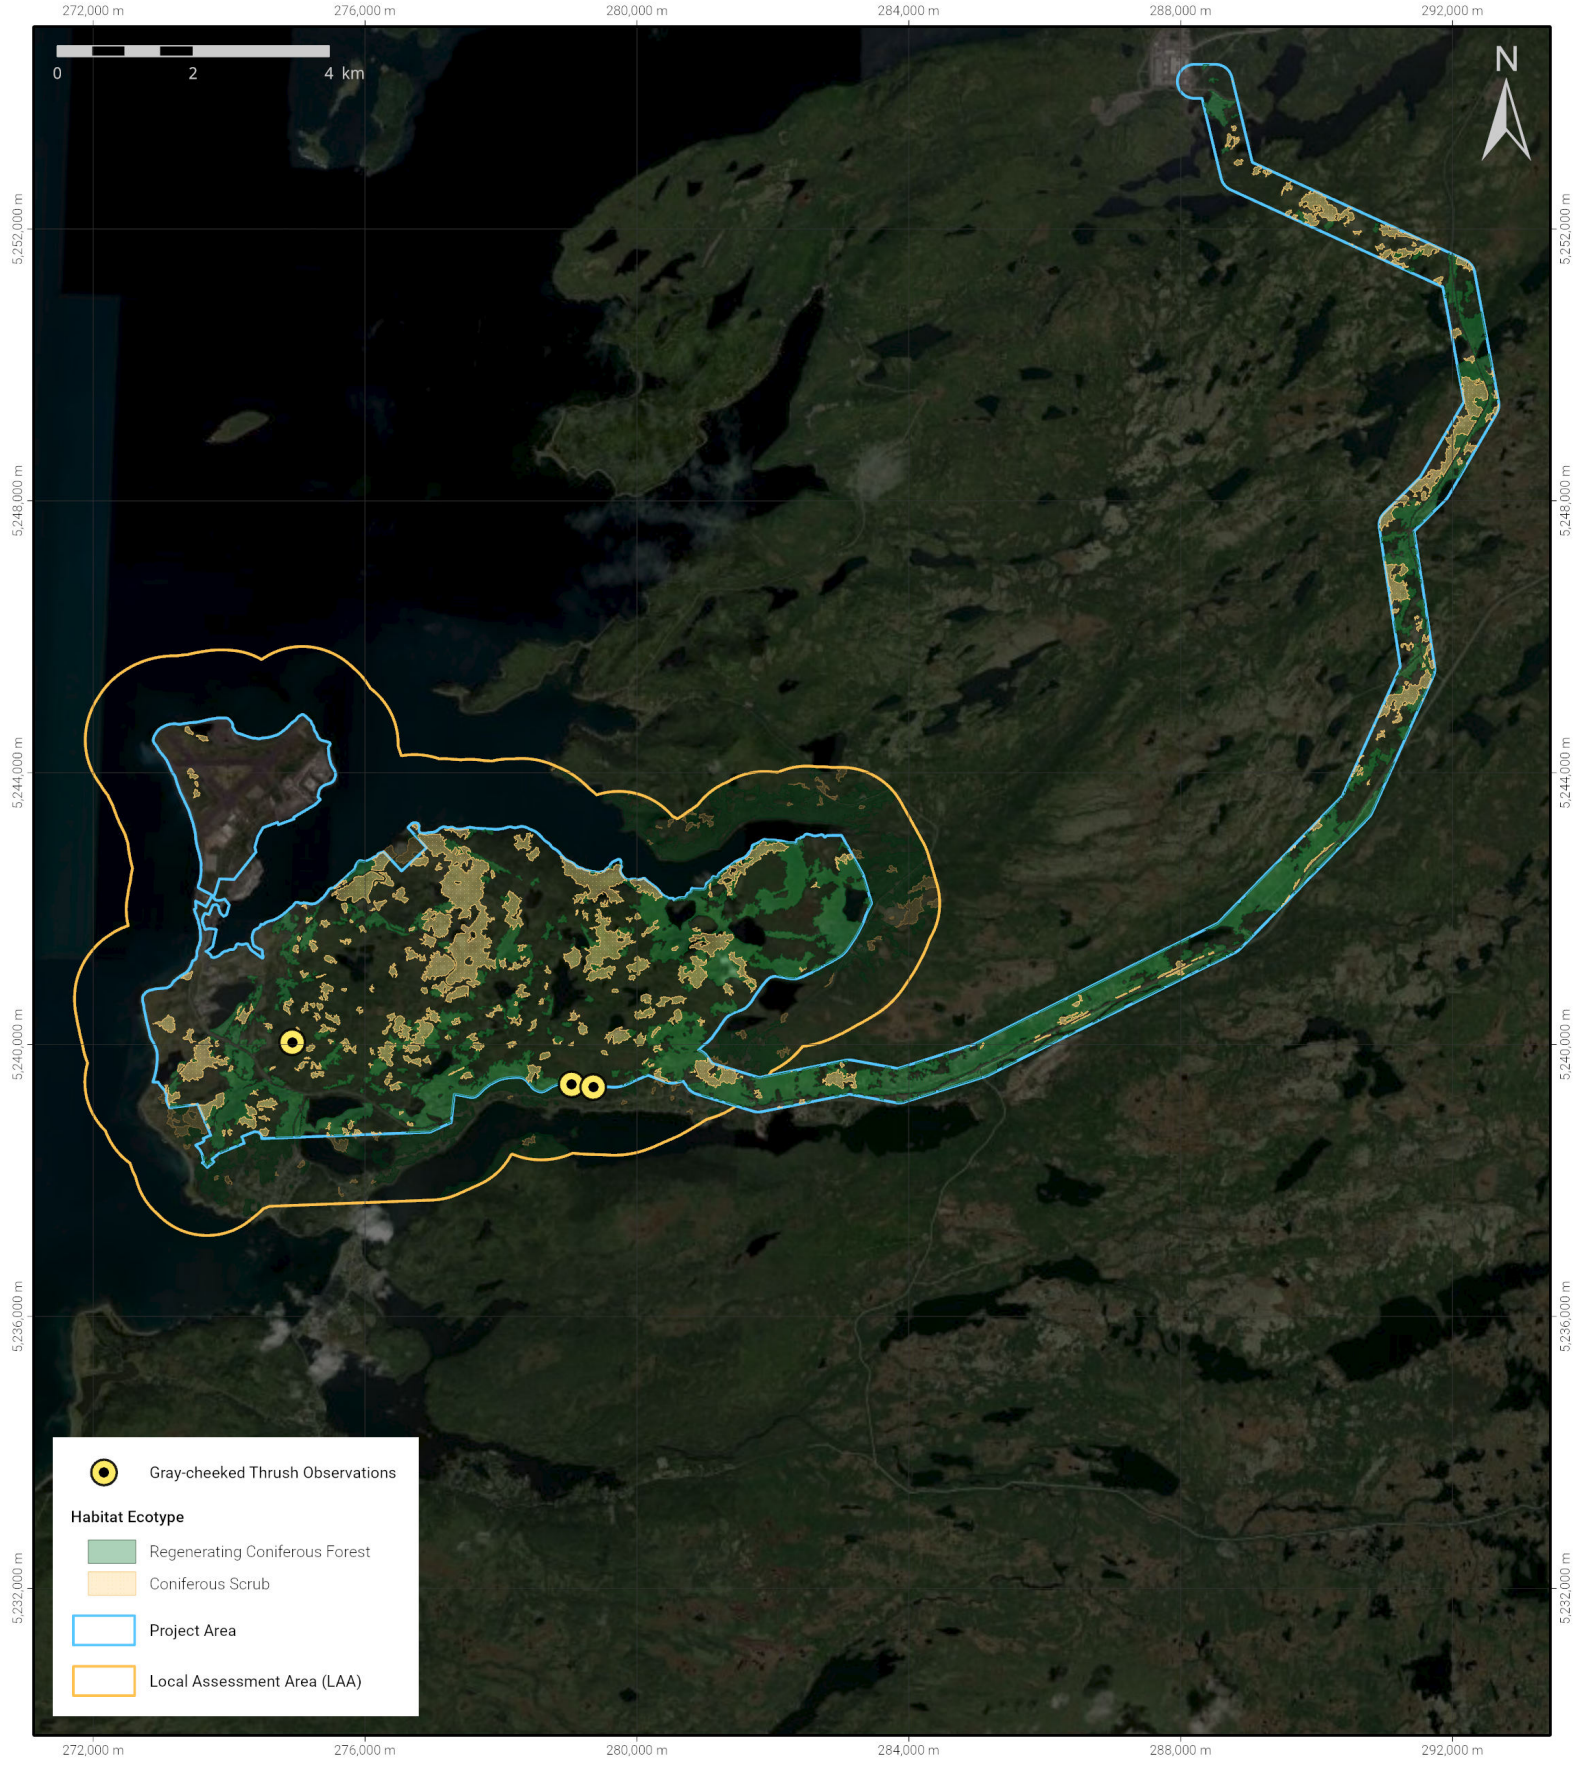 272,000 m 276,000 m 280,000 m 284,000 m 288,000 m 292,000 m
0 2 4 km
N
5,252,000 m 5,252,000 m
5,248,000 m 5,248,000 m
5,244,000 m 5,244,000 m
5,240,000 m 5,240,000 m
5,236,000 m 5,236,000 m
5,232,000 m 5,232,000 m
Gray-cheeked Thrush Observations
Habitat Ecotype
Regenerating Coniferous Forest
Coniferous Scrub
Project Area
Local Assessment Area (LAA)
272,000 m 276,000 m 280,000 m 284,000 m 288,000 m 292,000 m